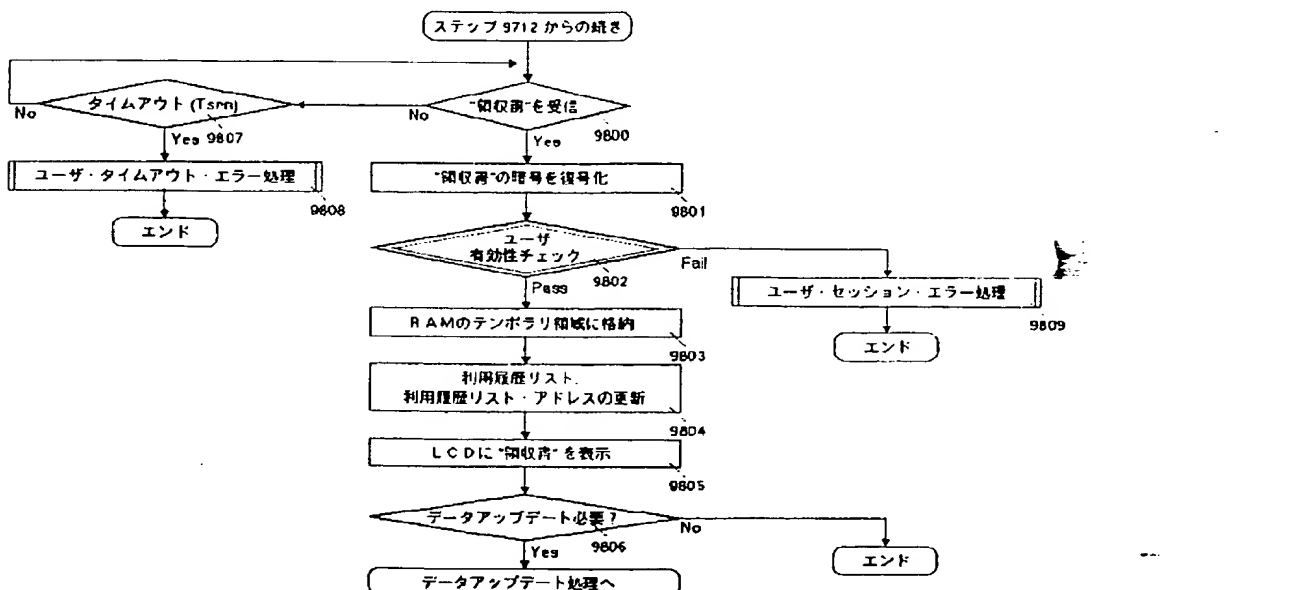 ステップ 9712 からの続き
タイムアウト (Tsrn)
"領収書"を受信
No
No
9807
9800
Yes
Yes
ユーザ・タイムアウト・エラー処理
"領収書"の暗号を復号化
9808
9801
エンド
ユーザ
有効性チェック
9802
Fail
Pass
ユーザ・セッション・エラー処理
9809
RAMのテンポラリ領域に格納
9803
エンド
利用履歴リスト,
利用履歴リスト・アドレスの更新
9804
LCDに"領収書"を表示
9805
データアップデート必要?
9806
No
Yes
エンド
データアップデート処理へ